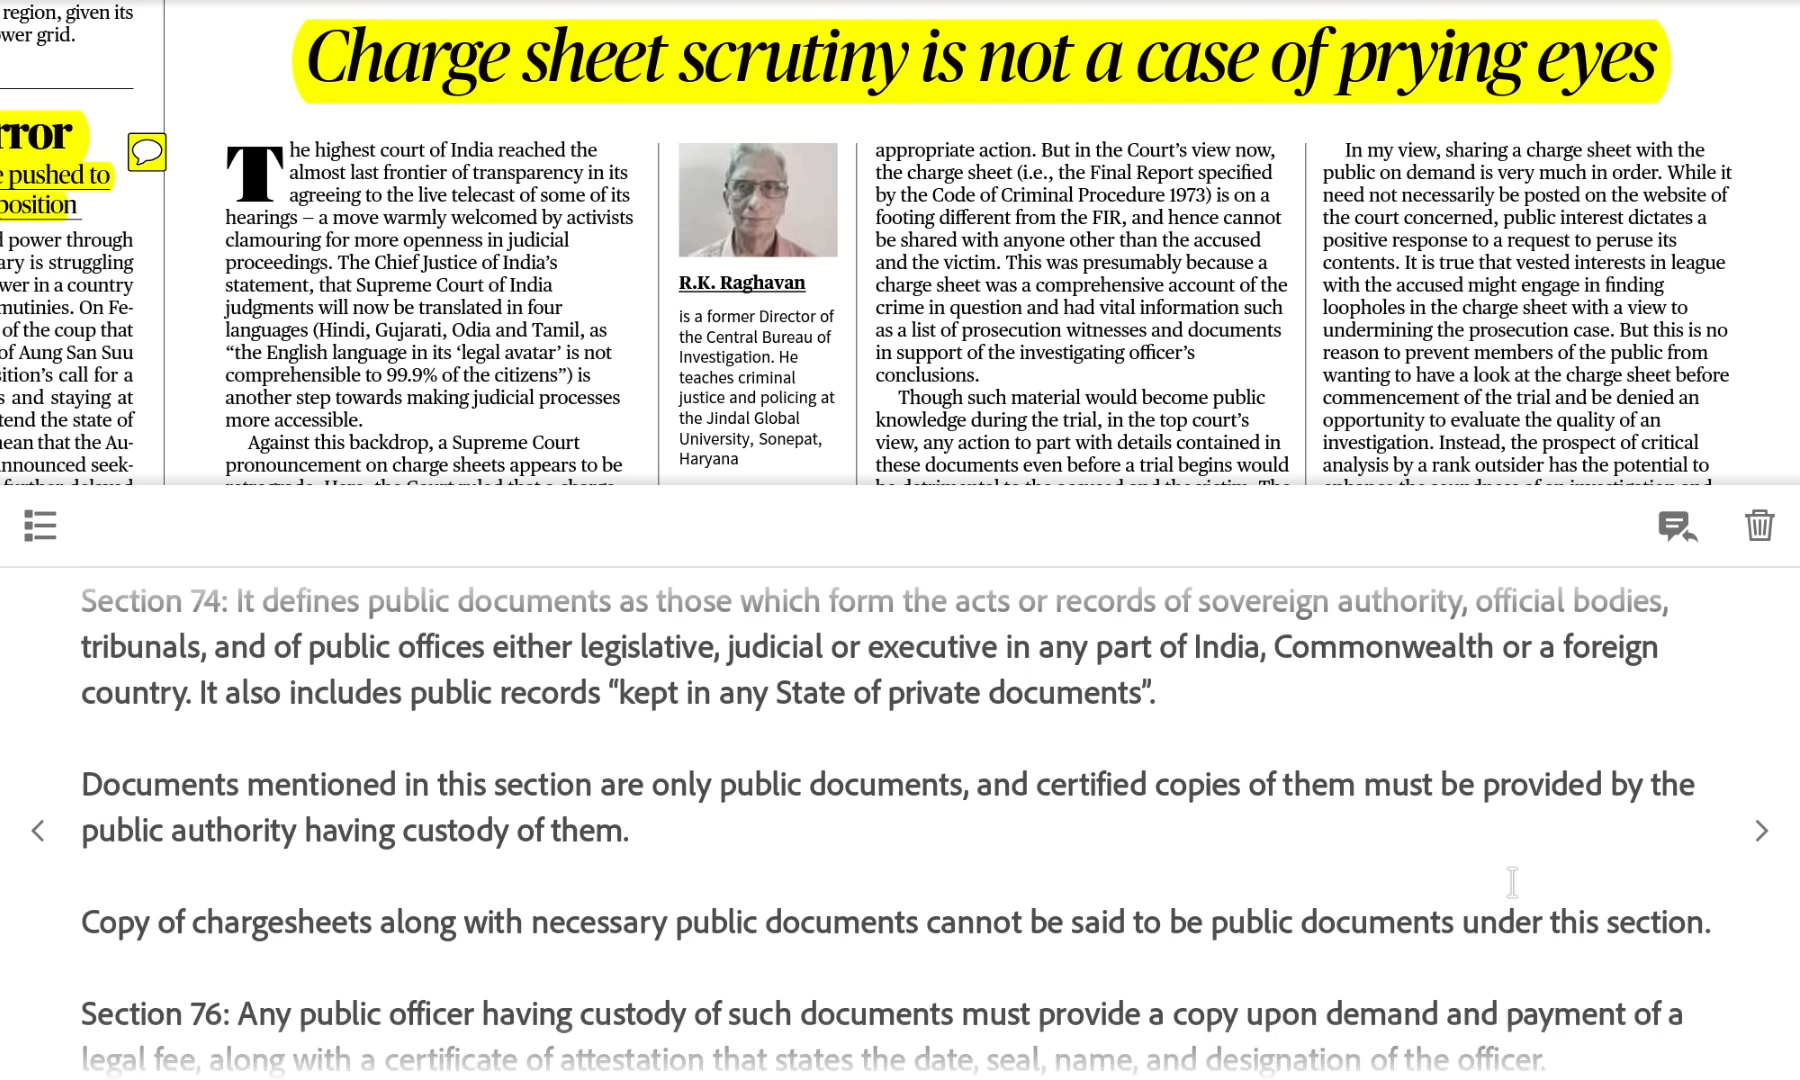 region, given its
wer grid.
Charge sheet scrutiny is not a case of prying eyes
rror
pushed to
position
power through
ary is struggling
wer in a country
mutinies. On Fe-
of the coup that
of Aung San Suu
ition's call for a
s and staying at
tend the state of
nean that the Au-
nnounced seek-
The highest court of India reached the
almost last frontier of transparency in its
agreeing to the live telecast of some of its
hearings – a move warmly welcomed by activists
clamouring for more openness in judicial
proceedings. The Chief Justice of India's
statement, that Supreme Court of India
judgments will now be translated in four
languages (Hindi, Gujarati, Odia and Tamil, as
“the English language in its ‘legal avatar’ is not
comprehensible to 99.9% of the citizens”) is
another step towards making judicial processes
more accessible.
Against this backdrop, a Supreme Court
pronouncement on charge sheets appears to be
R.K. Raghavan
is a former Director of
the Central Bureau of
Investigation. He
teaches criminal
justice and policing at
the Jindal Global
University, Sonepat,
Haryana
appropriate action. But in the Court's view now,
the charge sheet (i.e., the Final Report specified
by the Code of Criminal Procedure 1973) is on a
footing different from the FIR, and hence cannot
be shared with anyone other than the accused
and the victim. This was presumably because a
charge sheet was a comprehensive account of the
crime in question and had vital information such
as a list of prosecution witnesses and documents
in support of the investigating officer's
conclusions.
Though such material would become public
knowledge during the trial, in the top court's
view, any action to part with details contained in
these documents even before a trial begins would
In my view, sharing a charge sheet with the
public on demand is very much in order. While it
need not necessarily be posted on the website of
the court concerned, public interest dictates a
positive response to a request to peruse its
contents. It is true that vested interests in league
with the accused might engage in finding
loopholes in the charge sheet with a view to
undermining the prosecution case. But this is no
reason to prevent members of the public from
wanting to have a look at the charge sheet before
commencement of the trial and be denied an
opportunity to evaluate the quality of an
investigation. Instead, the prospect of critical
analysis by a rank outsider has the potential to
Section 74: It defines public documents as those which form the acts or records of sovereign authority, official bodies,
tribunals, and of public offices either legislative, judicial or executive in any part of India, Commonwealth or a foreign
country. It also includes public records “kept in any State of private documents”.
Documents mentioned in this section are only public documents, and certified copies of them must be provided by the
public authority having custody of them.
Copy of chargesheets along with necessary public documents cannot be said to be public documents under this section.
Section 76: Any public officer having custody of such documents must provide a copy upon demand and payment of a
legal fee, along with a certificate of attestation that states the date, seal, name, and designation of the officer.